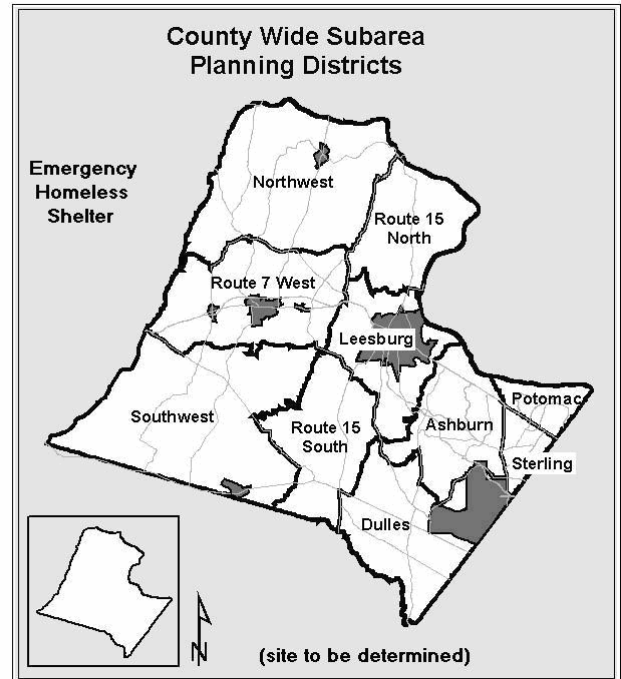 County Wide Subarea
Planning Districts
Emergency
Homeless
Shelter
Northwest
Route 15
North
Route 7 West
Leesburg
Potomac
Southwest
Route 15
South
Ashburn
Sterling
Dulles
N
(site to be determined)